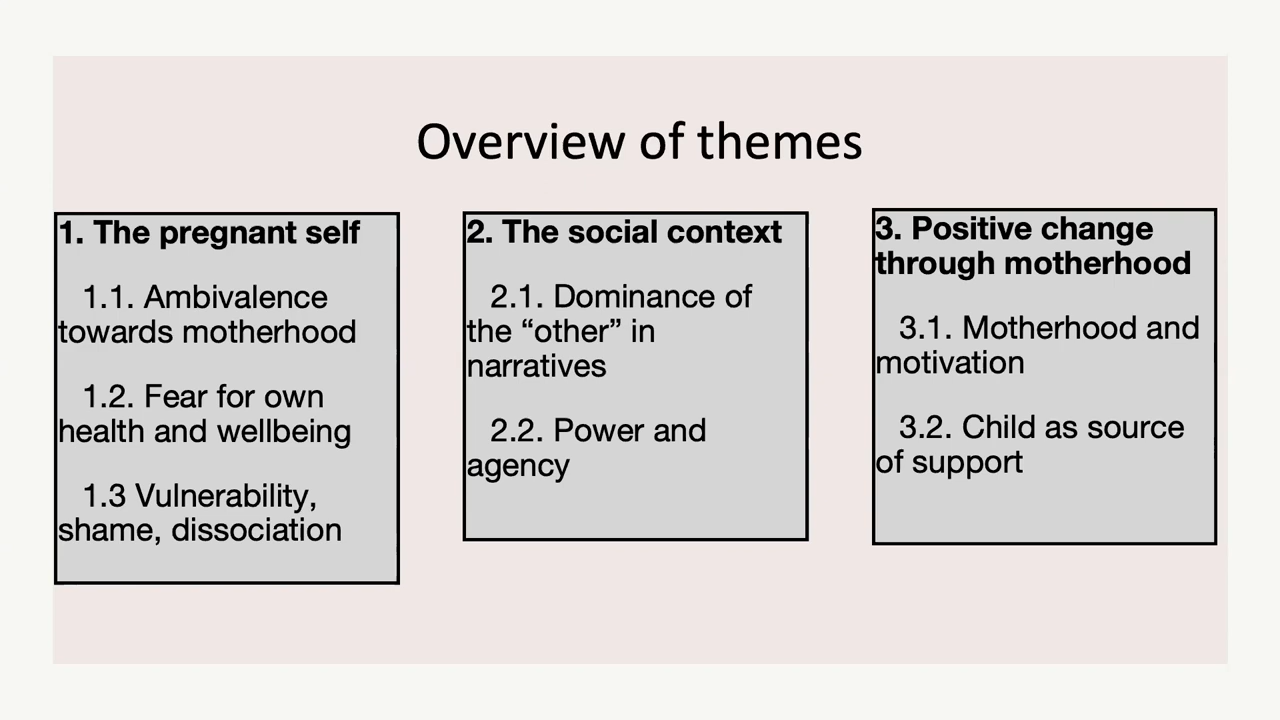 Overview of themes
1. The pregnant self
1.1. Ambivalence
towards motherhood
1.2. Fear for own
health and wellbeing
1.3 Vulnerability,
shame, dissociation
2. The social context
2.1. Dominance of
the “other” in
narratives
2.2. Power and
agency
3. Positive change
through motherhood
3.1. Motherhood and
motivation
3.2. Child as source
of support